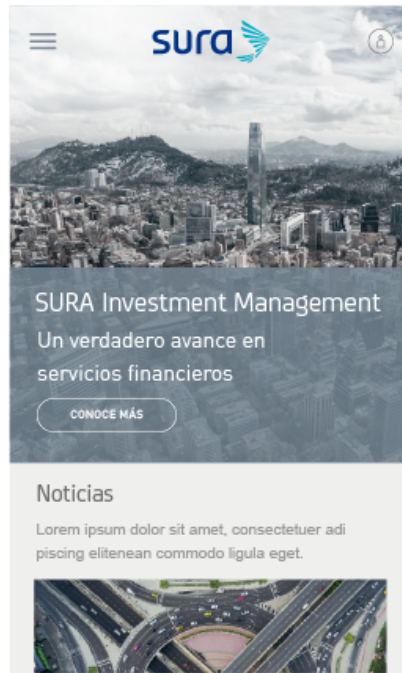 sura
SURA Investment Management
Un verdadero avance en
servicios financieros
CONOCE MÁS
Noticias
Lorem ipsum dolor sit amet, consectetuer adi
piscing elitenean commodo ligula eget.